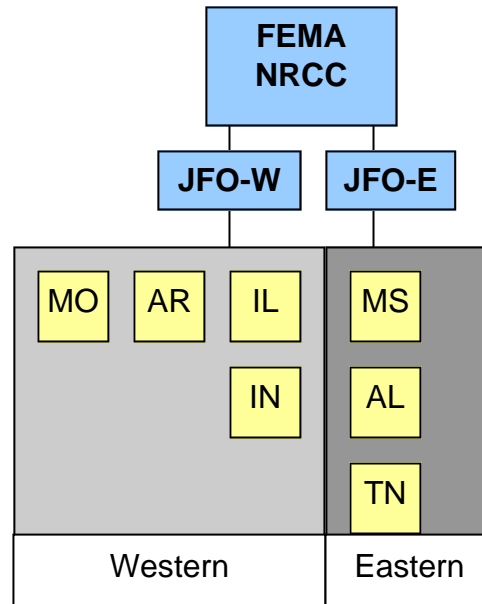 FEMA
NRCC
JFO-W
JFO-E
MO
AR
IL
MS
IN
AL
TN
Western
Eastern